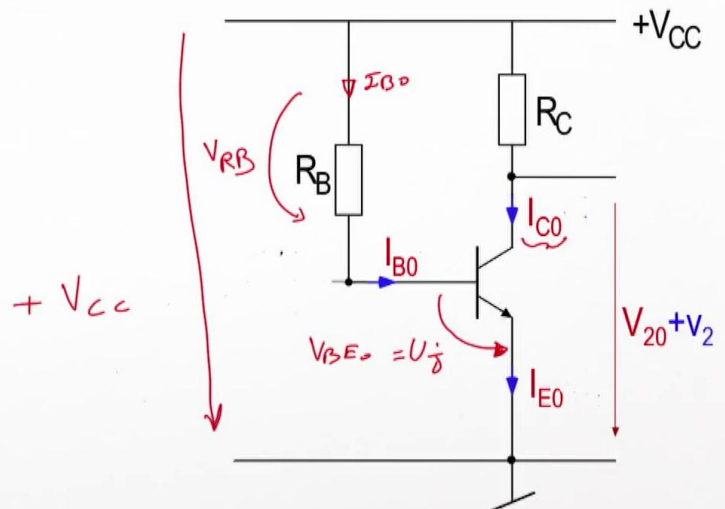 +VCC
IB0
RC
VRB
RB
IC0
IB0
+ Vcc
V20+v2
VBE0 = Uj
IE0